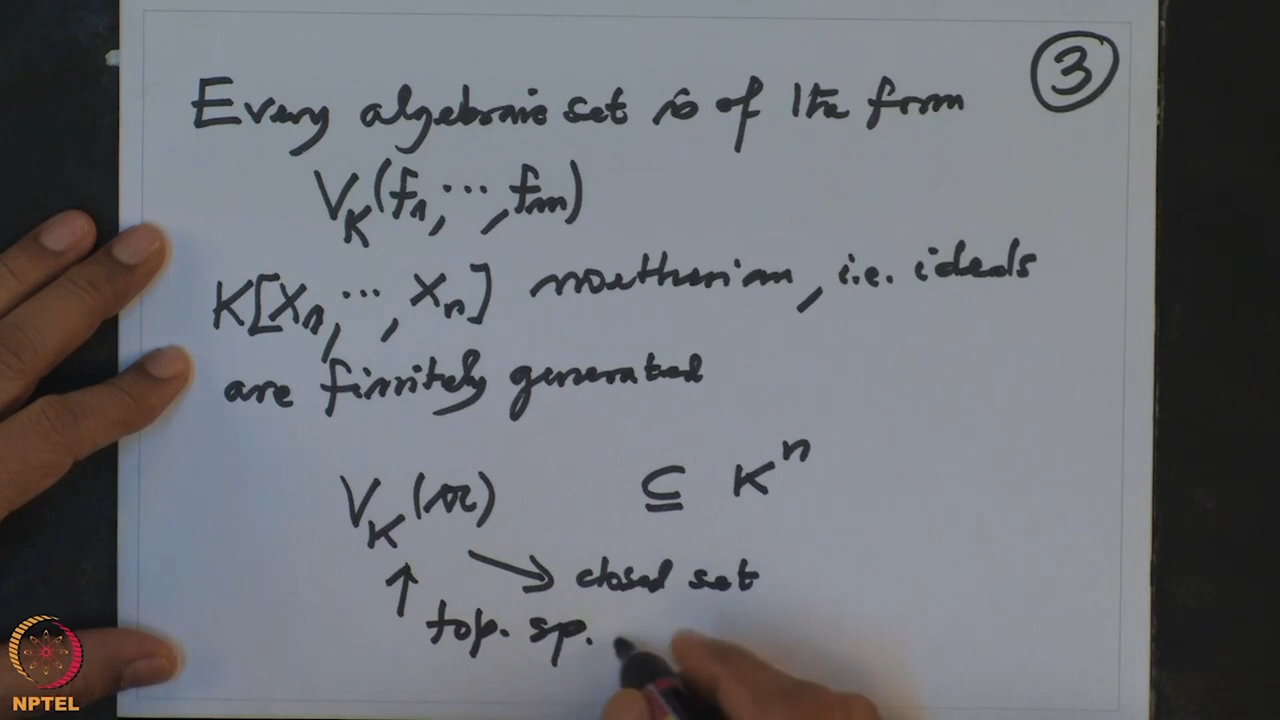 ③
Every algebraic set is of the form
V_K(f_1, ..., f_m)
K[X_1, ..., X_n] noetherian, i.e. ideals
are finitely generated
V_K(𝔞) ⊆ K^n
↑ ↘ closed set
top. sp.
NPTEL